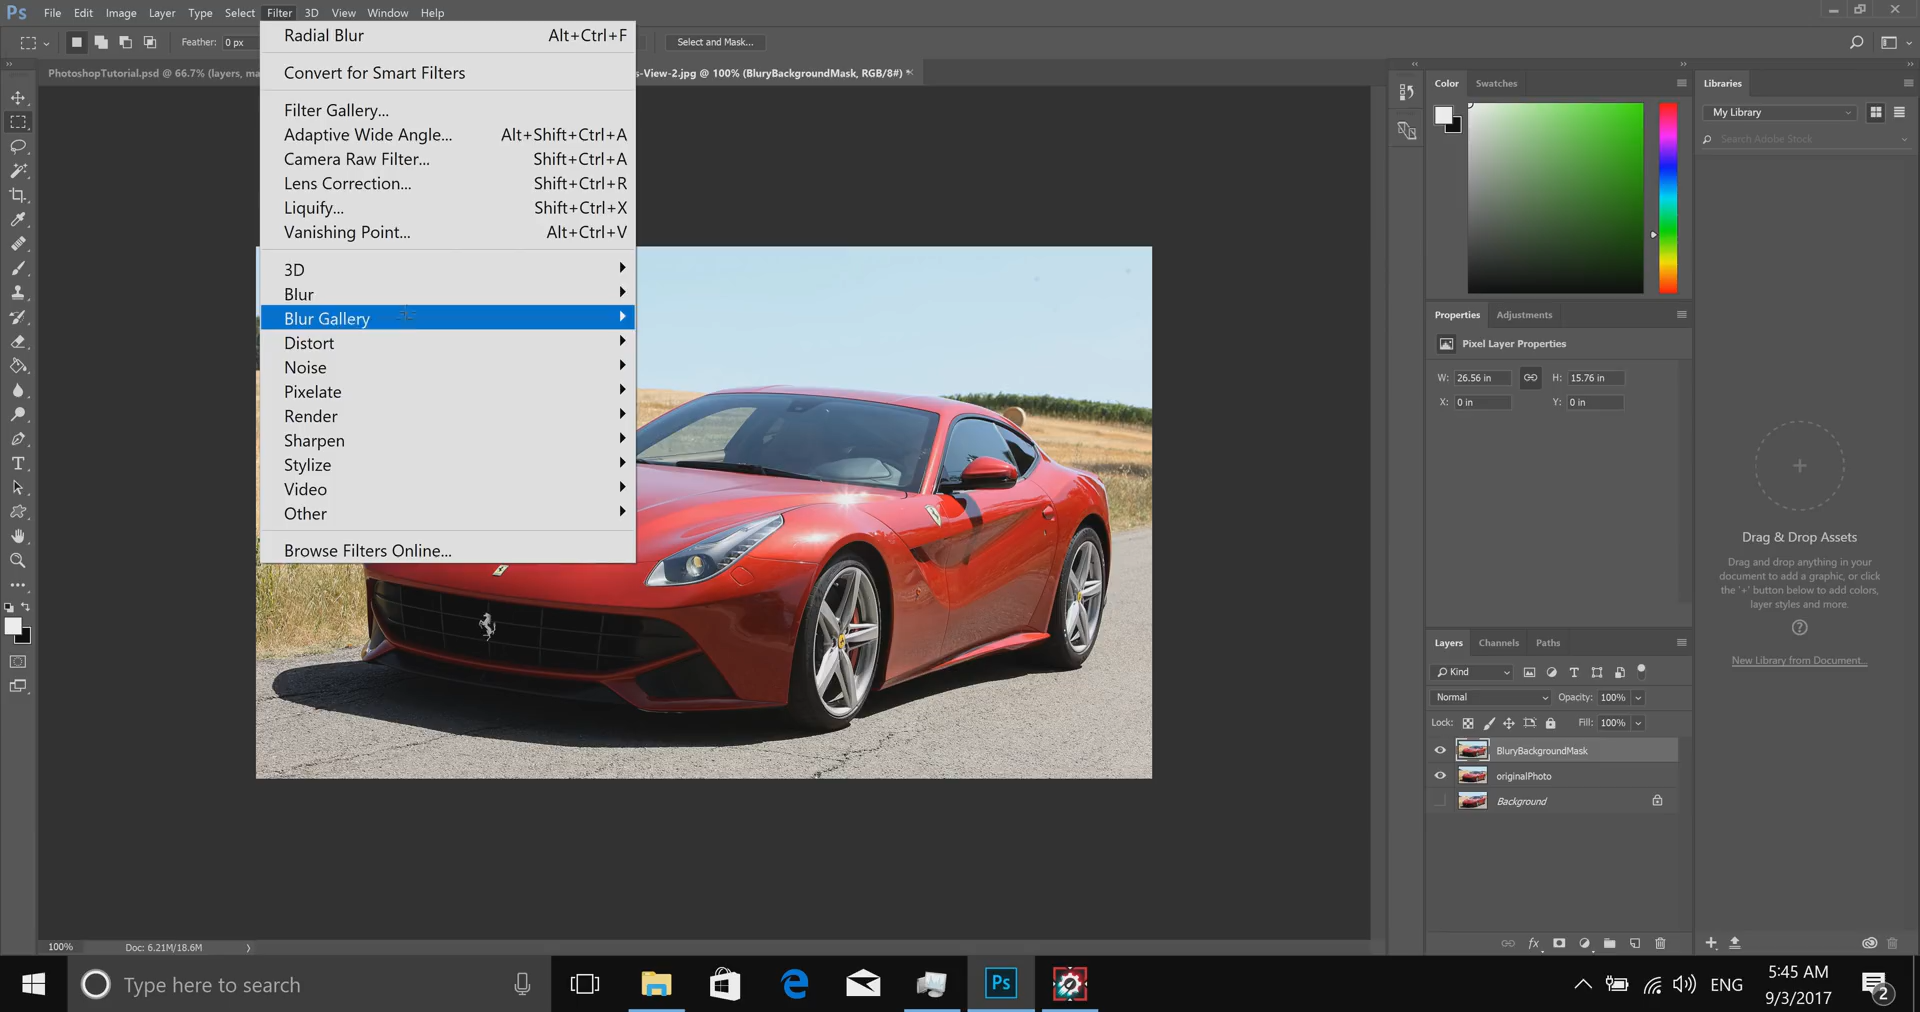 Ps File Edit Image Layer Type Select Filter 3D View Window Help
Feather: 0 px
Select and Mask...
PhotoshopTutorial.psd @ 66.7% (layers, ma
s-View-2.jpg @ 100% (BluryBackgroundMask, RGB/8#) *
Radial Blur Alt+Ctrl+F
Convert for Smart Filters
Filter Gallery...
Adaptive Wide Angle... Alt+Shift+Ctrl+A
Camera Raw Filter... Shift+Ctrl+A
Lens Correction... Shift+Ctrl+R
Liquify... Shift+Ctrl+X
Vanishing Point... Alt+Ctrl+V
3D
Blur
Blur Gallery
Distort
Noise
Pixelate
Render
Sharpen
Stylize
Video
Other
Browse Filters Online...
Color Swatches
Properties Adjustments
Pixel Layer Properties
W: 26.56 in H: 15.76 in
X: 0 in Y: 0 in
Layers Channels Paths
Kind
Normal Opacity: 100%
Lock: Fill: 100%
BluryBackgroundMask
originalPhoto
Background
Libraries
My Library
Search Adobe Stock
Drag & Drop Assets
Drag and drop anything in your
document to add a graphic, or click
the '+' button below to add colors,
layer styles and more.
New Library from Document...
100% Doc: 6.21M/18.6M
Type here to search
Ps
ENG
5:45 AM
9/3/2017
2